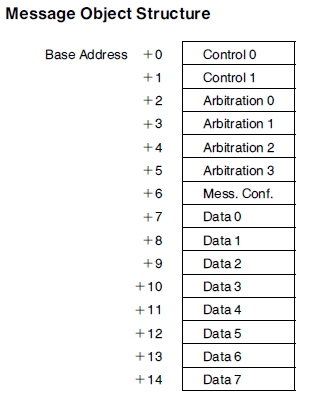 Message Object Structure
Base Address +0 Control 0
+1 Control 1
+2 Arbitration 0
+3 Arbitration 1
+4 Arbitration 2
+5 Arbitration 3
+6 Mess. Conf.
+7 Data 0
+8 Data 1
+9 Data 2
+10 Data 3
+11 Data 4
+12 Data 5
+13 Data 6
+14 Data 7